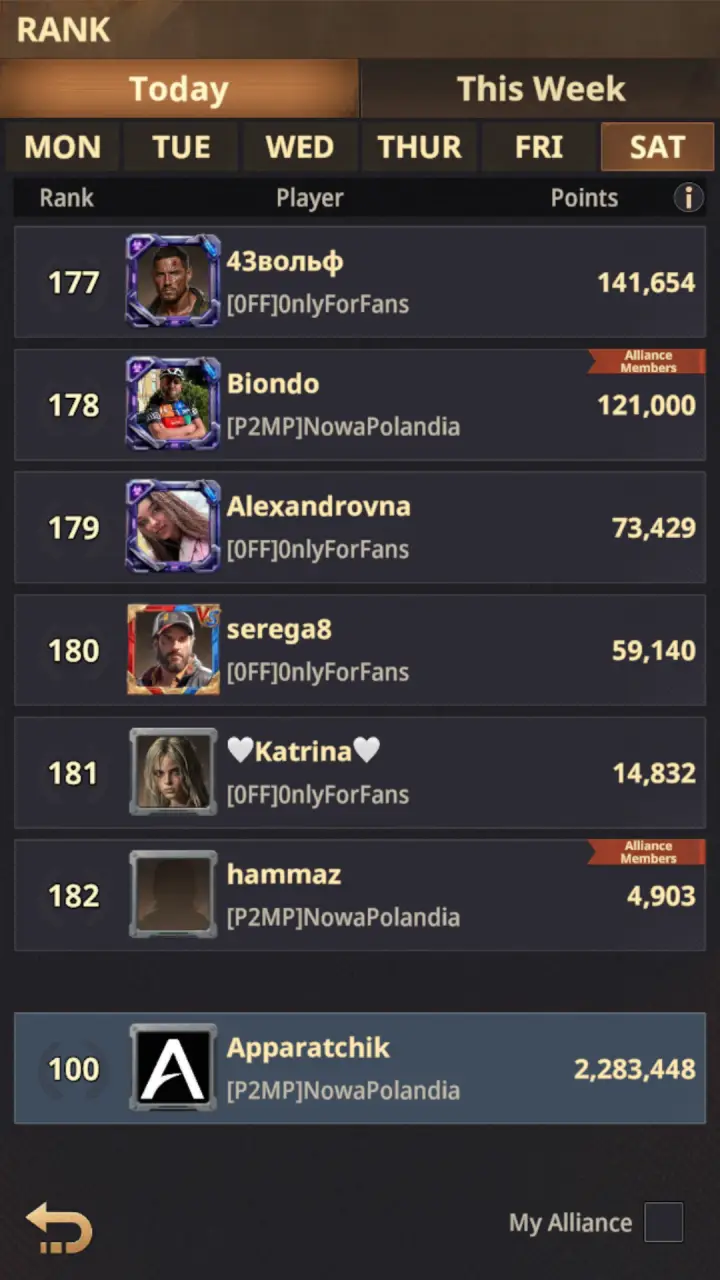 RANK
Today This Week
MON TUE WED THUR FRI SAT
Rank Player Points i
177 43вольф 141,654
[0FF]0nlyForFans
Alliance
Members
178 Biondo 121,000
[P2MP]NowaPolandia
179 Alexandrovna 73,429
[0FF]0nlyForFans
180 serega8 59,140
[0FF]0nlyForFans
181 🤍Katrina🤍 14,832
[0FF]0nlyForFans
Alliance
Members
182 hammaz 4,903
[P2MP]NowaPolandia
100 Apparatchik 2,283,448
[P2MP]NowaPolandia
My Alliance